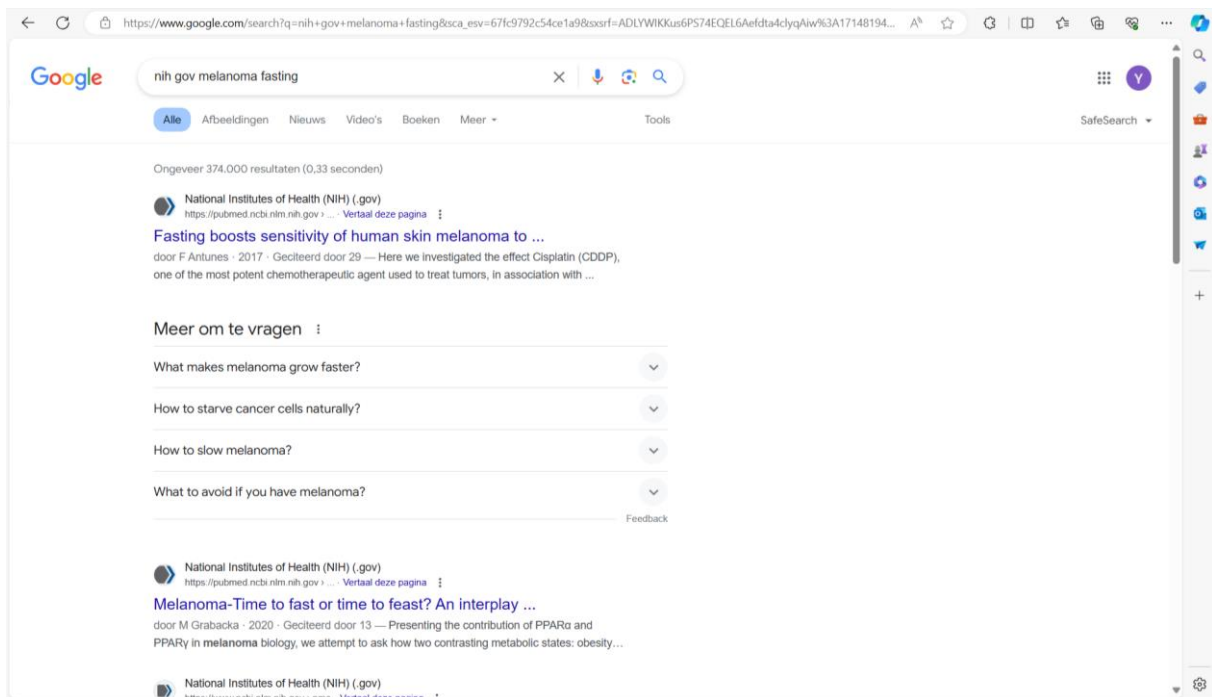 https://www.google.com/search?q=nih+gov+melanoma+fasting&sca_esv=67fc9792c54ce1a9&sxsrf=ADLYWIKKus6PS74EQEL6Aefdta4clyqAiw%3A17148194...
Google
nih gov melanoma fasting
Y
Alle Afbeeldingen Nieuws Video's Boeken Meer Tools SafeSearch
Ongeveer 374.000 resultaten (0,33 seconden)
National Institutes of Health (NIH) (.gov)
https://pubmed.ncbi.nlm.nih.gov › ... · Vertaal deze pagina
Fasting boosts sensitivity of human skin melanoma to ...
door F Antunes · 2017 · Geciteerd door 29 — Here we investigated the effect Cisplatin (CDDP),
one of the most potent chemotherapeutic agent used to treat tumors, in association with ...
Meer om te vragen
What makes melanoma grow faster?
How to starve cancer cells naturally?
How to slow melanoma?
What to avoid if you have melanoma?
Feedback
National Institutes of Health (NIH) (.gov)
https://pubmed.ncbi.nlm.nih.gov › ... · Vertaal deze pagina
Melanoma-Time to fast or time to feast? An interplay ...
door M Grabacka · 2020 · Geciteerd door 13 — Presenting the contribution of PPARα and
PPARγ in melanoma biology, we attempt to ask how two contrasting metabolic states: obesity...
National Institutes of Health (NIH) (.gov)